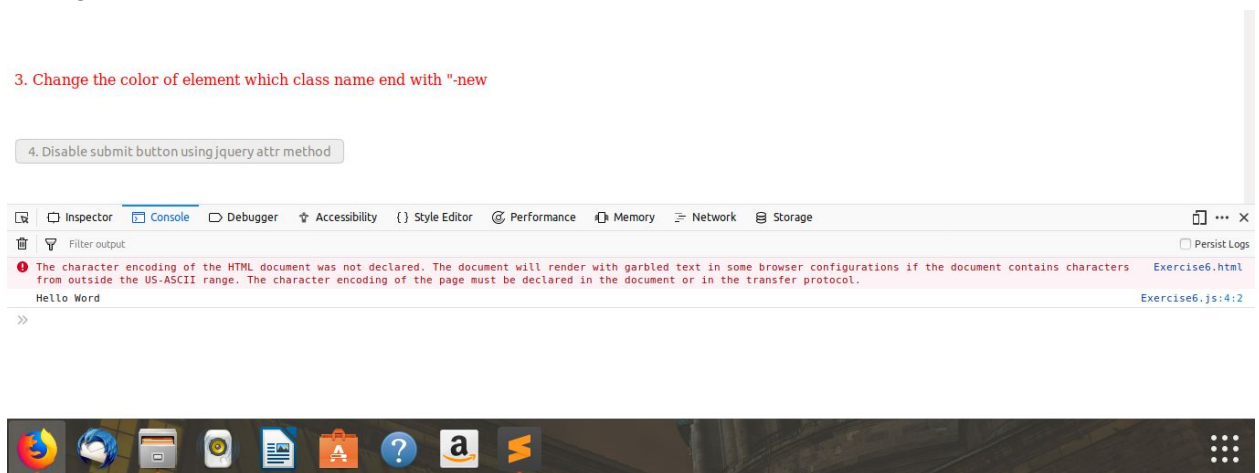 3. Change the color of element which class name end with "-new
4. Disable submit button using jquery attr method
Inspector Console Debugger Accessibility {} Style Editor Performance Memory Network Storage
Filter output Persist Logs
The character encoding of the HTML document was not declared. The document will render with garbled text in some browser configurations if the document contains characters Exercise6.html
from outside the US-ASCII range. The character encoding of the page must be declared in the document or in the transfer protocol.
Hello Word Exercise6.js:4:2